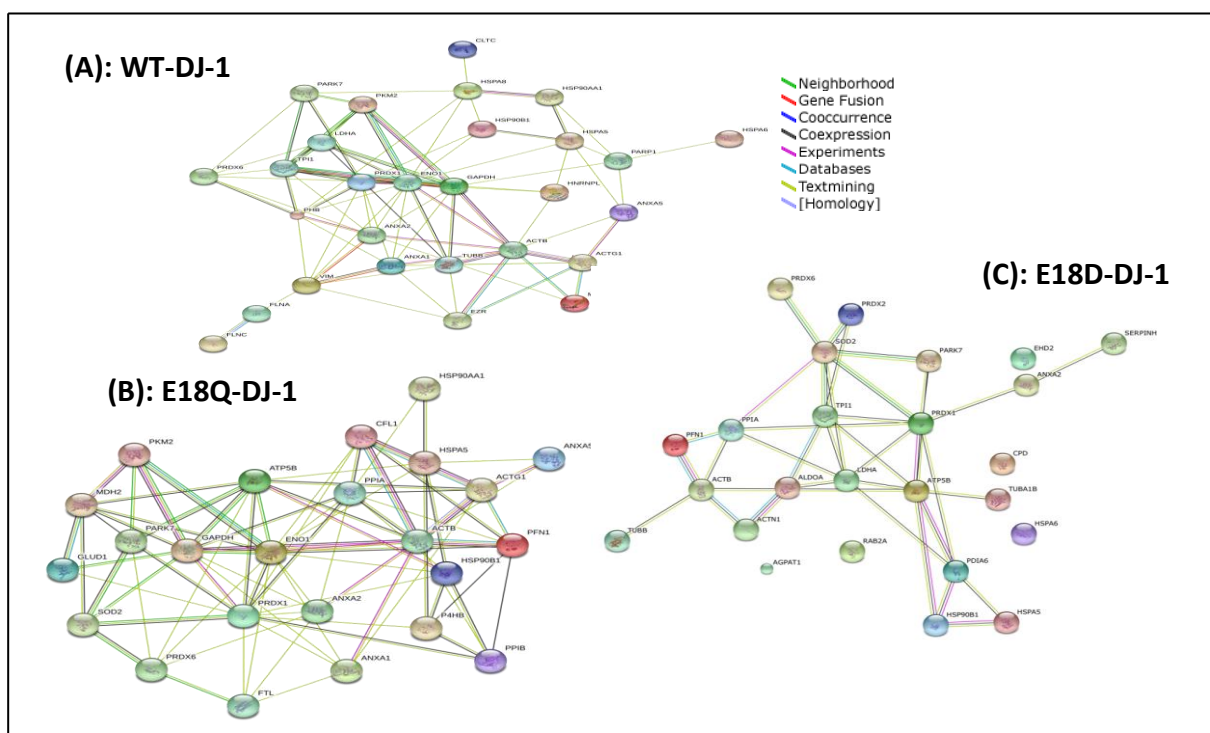 (A): WT-DJ-1
CLTC
PARK7
PKM2
HSPA8
HSP90AA1
HSP90B1
HSPA5
HSPA6
LDHA
PARP1
TPI1
PRDX6
PRDX1
ENO1
GAPDH
HNRNPL
PHB
ANXA5
ANXA2
ACTB
ANXA1
TUBB
ACTG1
VIM
FLNA
EZR
FLNC
Neighborhood
Gene Fusion
Cooccurrence
Coexpression
Experiments
Databases
Textmining
[Homology]
(B): E18Q-DJ-1
HSP90AA1
CFL1
PKM2
HSPA5
ANXA5
ATP5B
MDH2
PPIA
ACTG1
PARK7
GAPDH
ENO1
ACTB
PFN1
GLUD1
HSP90B1
PRDX1
ANXA2
SOD2
P4HB
PRDX6
ANXA1
PPIB
FTL
(C): E18D-DJ-1
PRDX6
PRDX2
SERPINH
SOD2
PARK7
EHD2
ANXA2
TPI1
PPIA
PRDX1
PFN1
CPD
LDHA
ACTB
ALDOA
ATP5B
TUBA1B
ACTN1
HSPA6
TUBB
RAB2A
AGPAT1
PDIA6
HSP90B1
HSPA5